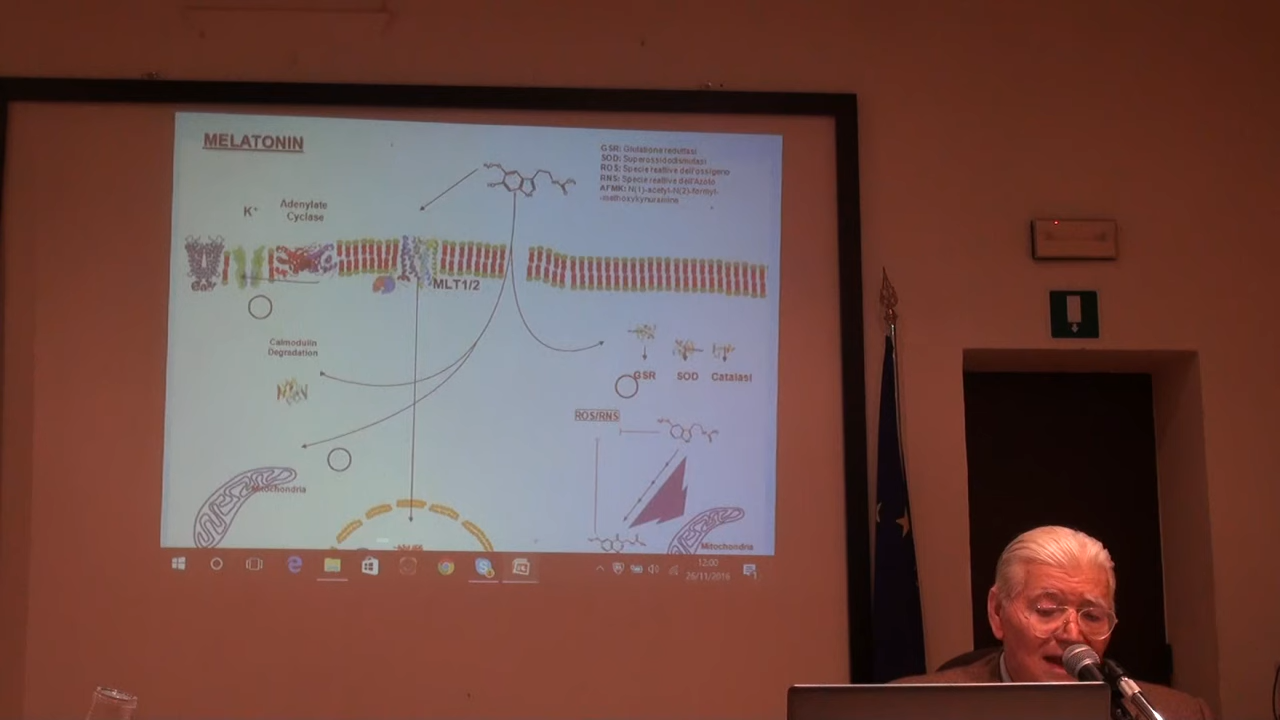 MELATONIN
GSR: Glutatione reduttasi
SOD: Superossidodismutasi
ROS: Specie reattive dell'ossigeno
RNS: Specie reattive dell'Azoto
AFMK: N(1)-acetyl-N(2)-formyl-
-methoxykynuramine
K+
Adenylate
Cyclase
MLT1/2
Calmodulin
Degradation
GSR
SOD
Catalasi
ROS/RNS
Mitochondria
Mitochondria
12:00
26/11/2016